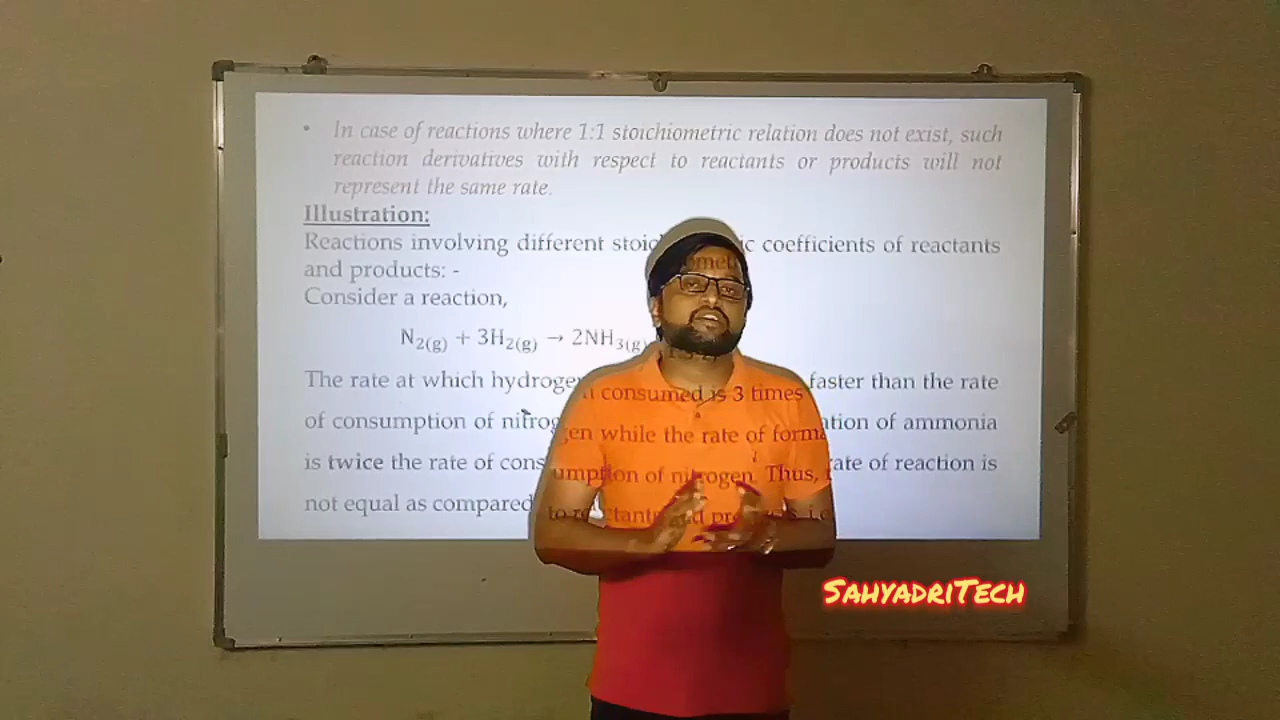 • In case of reactions where 1:1 stoichiometric relation does not exist, such
reaction derivatives with respect to reactants or products will not
represent the same rate.
Illustration:
Reactions involving different stoichiometric coefficients of reactants
and products: -
Consider a reaction,
N2(g) + 3H2(g) → 2NH3(g)
The rate at which hydrogen consumed is 3 times faster than the rate
of consumption of nitrogen while the rate of formation of ammonia
is twice the rate of consumption of nitrogen. Thus, rate of reaction is
not equal as compared to reactants and products i.e
SAHYADRITECH